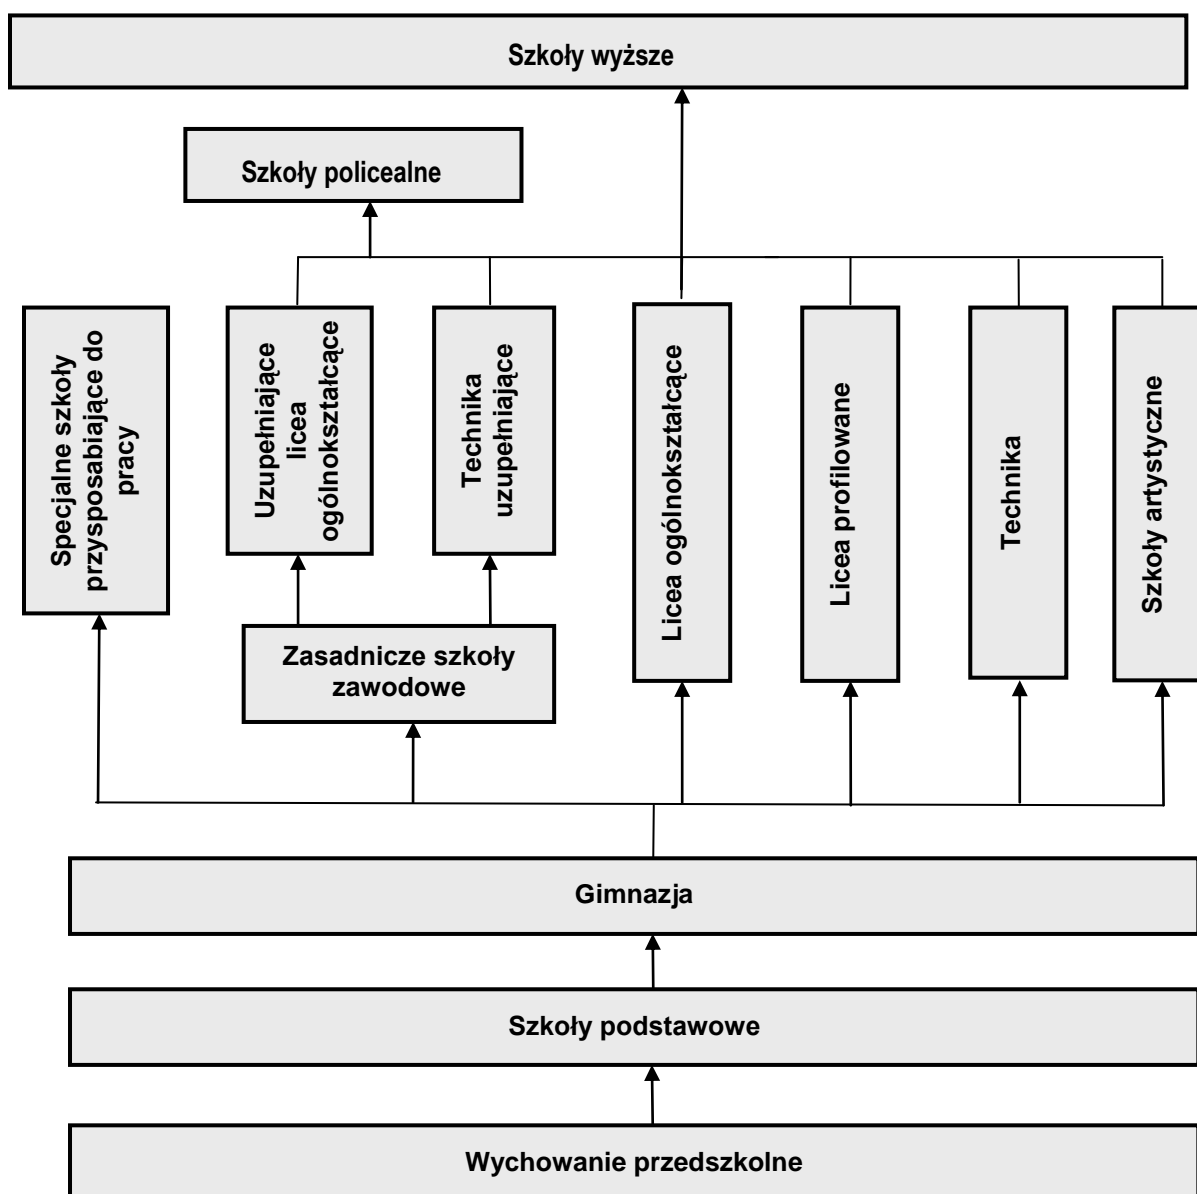 Szkoły wyższe
Szkoły policealne
Specjalne szkoły
przysposabiające do
pracy
Uzupełniające
licea
ogólnokształcące
Technika
uzupełniające
Licea ogólnokształcące
Licea profilowane
Technika
Szkoły artystyczne
Zasadnicze szkoły
zawodowe
Gimnazja
Szkoły podstawowe
Wychowanie przedszkolne